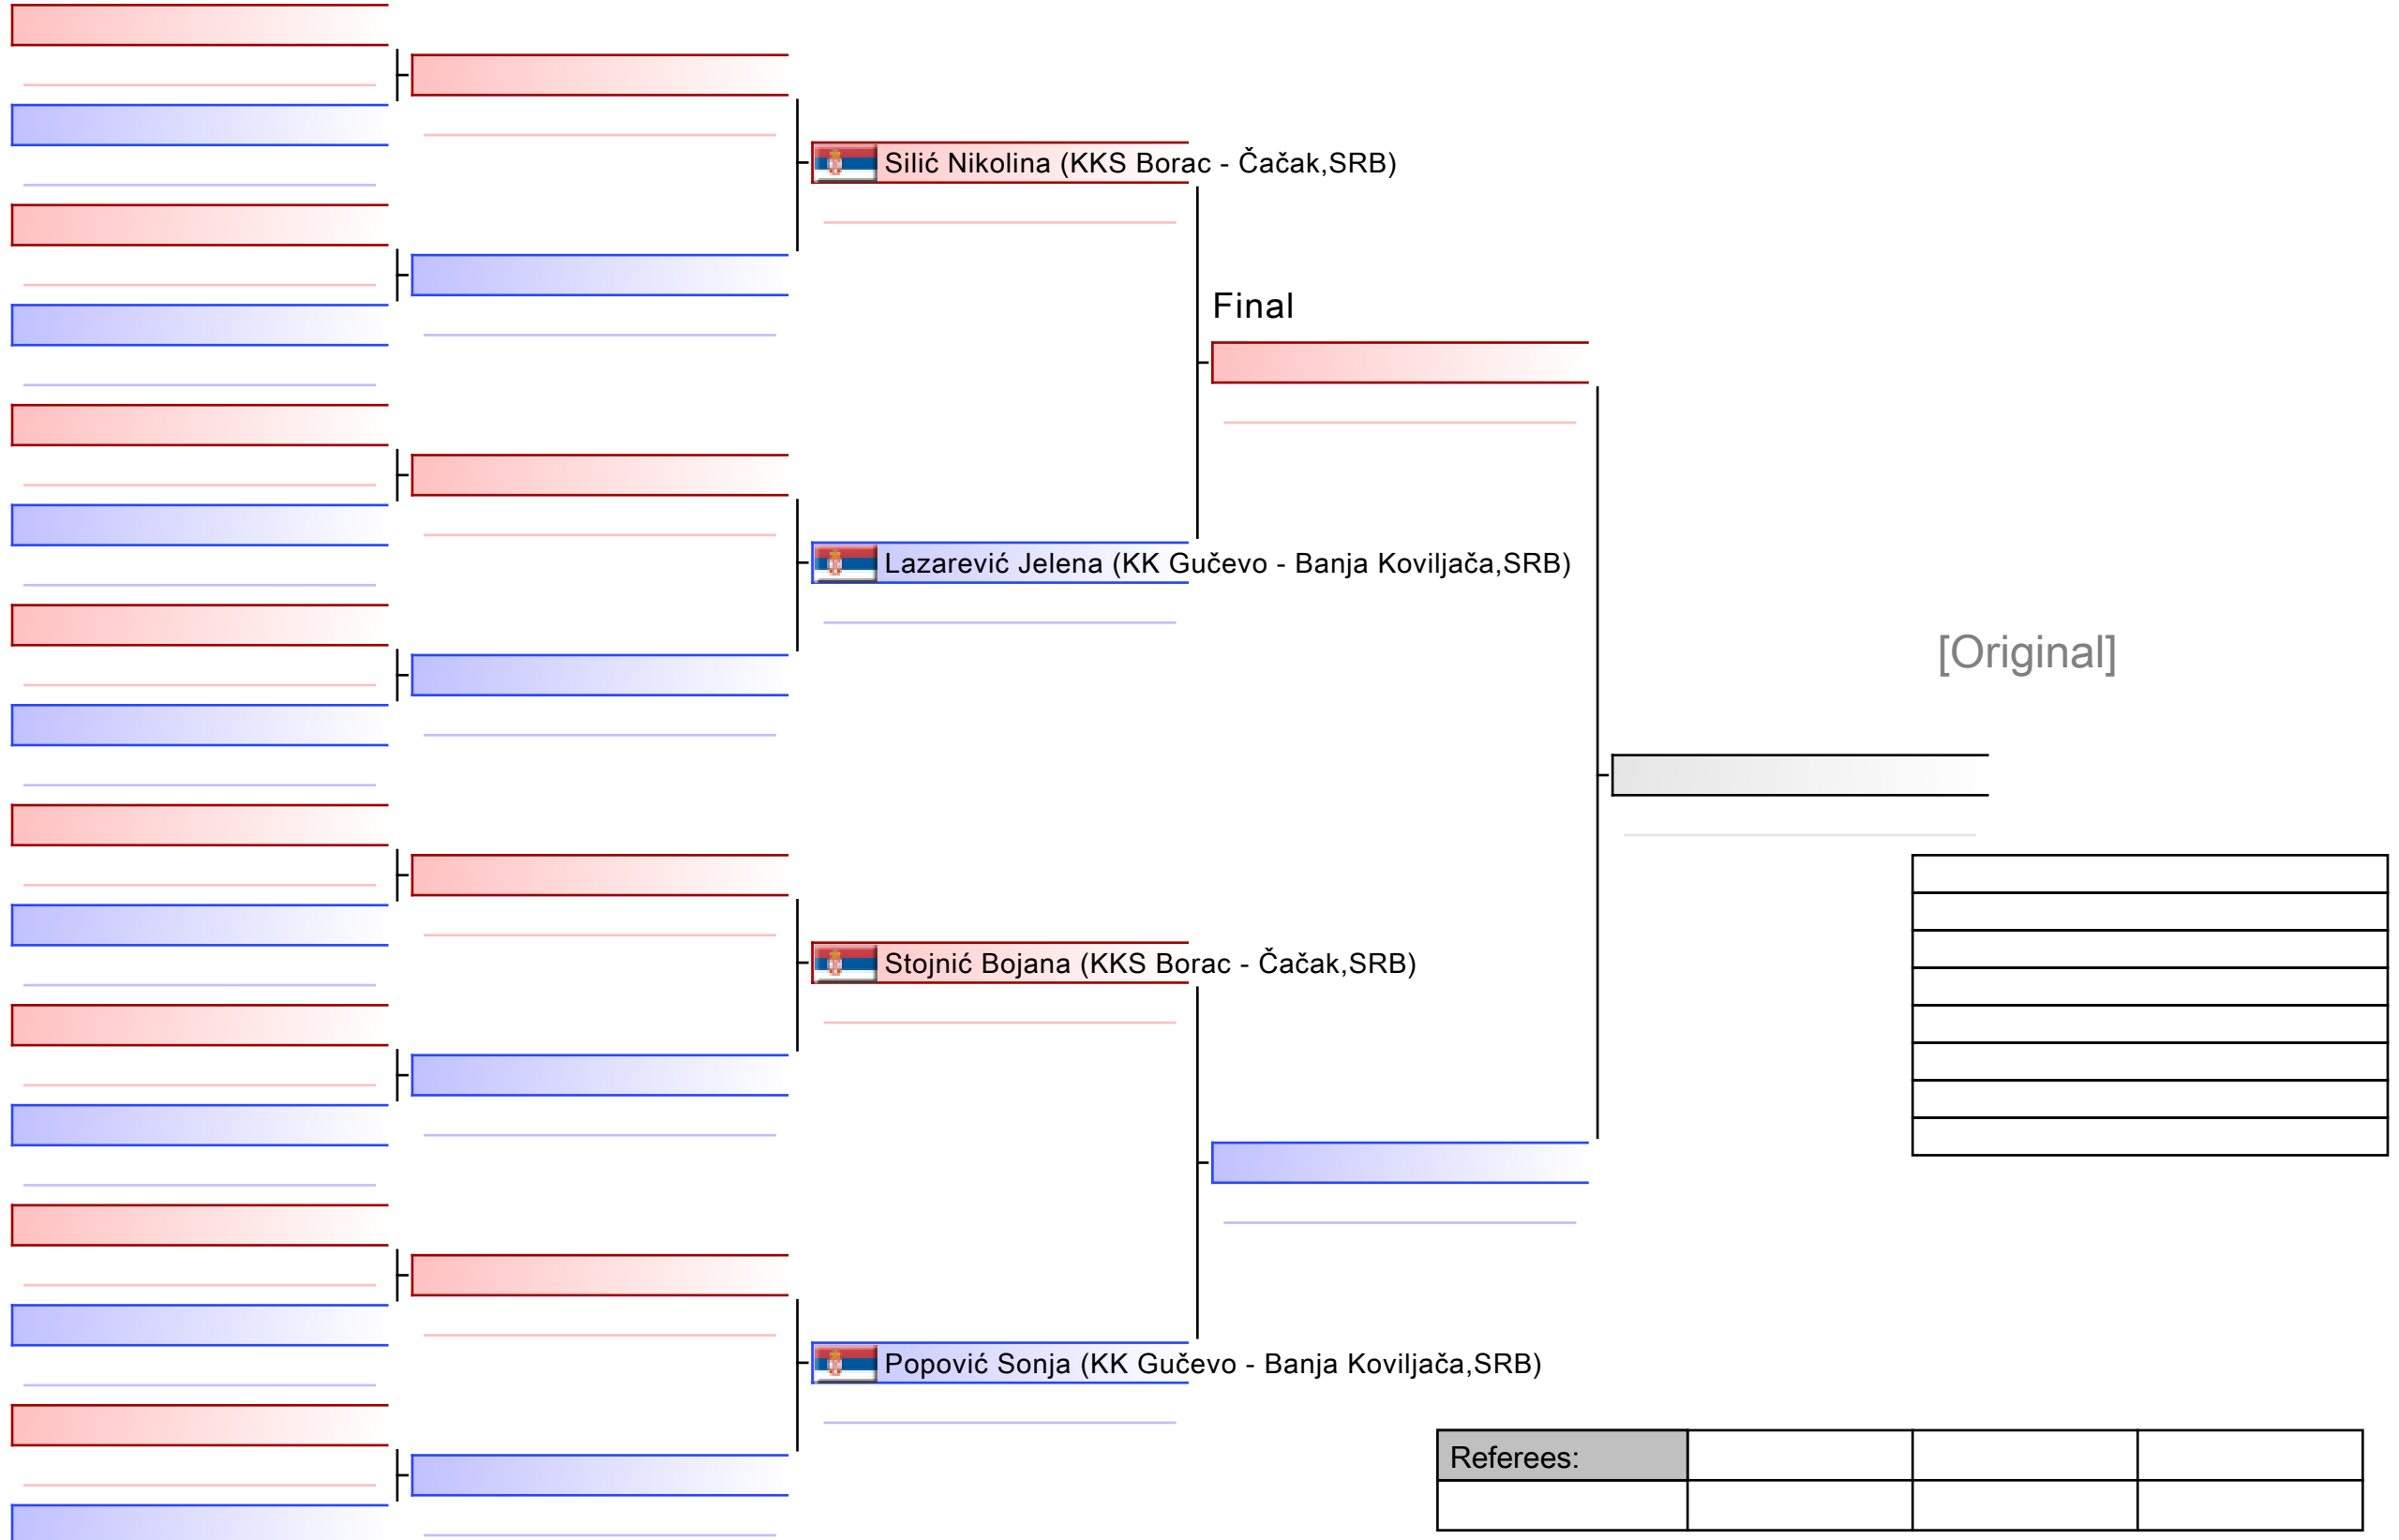 Silić Nikolina (KKS Borac - Čačak,SRB)
Final
Lazarević Jelena (KK Gučevo - Banja Koviljača,SRB)
[Original]
Stojnić Bojana (KKS Borac - Čačak,SRB)
Popović Sonja (KK Gučevo - Banja Koviljača,SRB)
Referees: